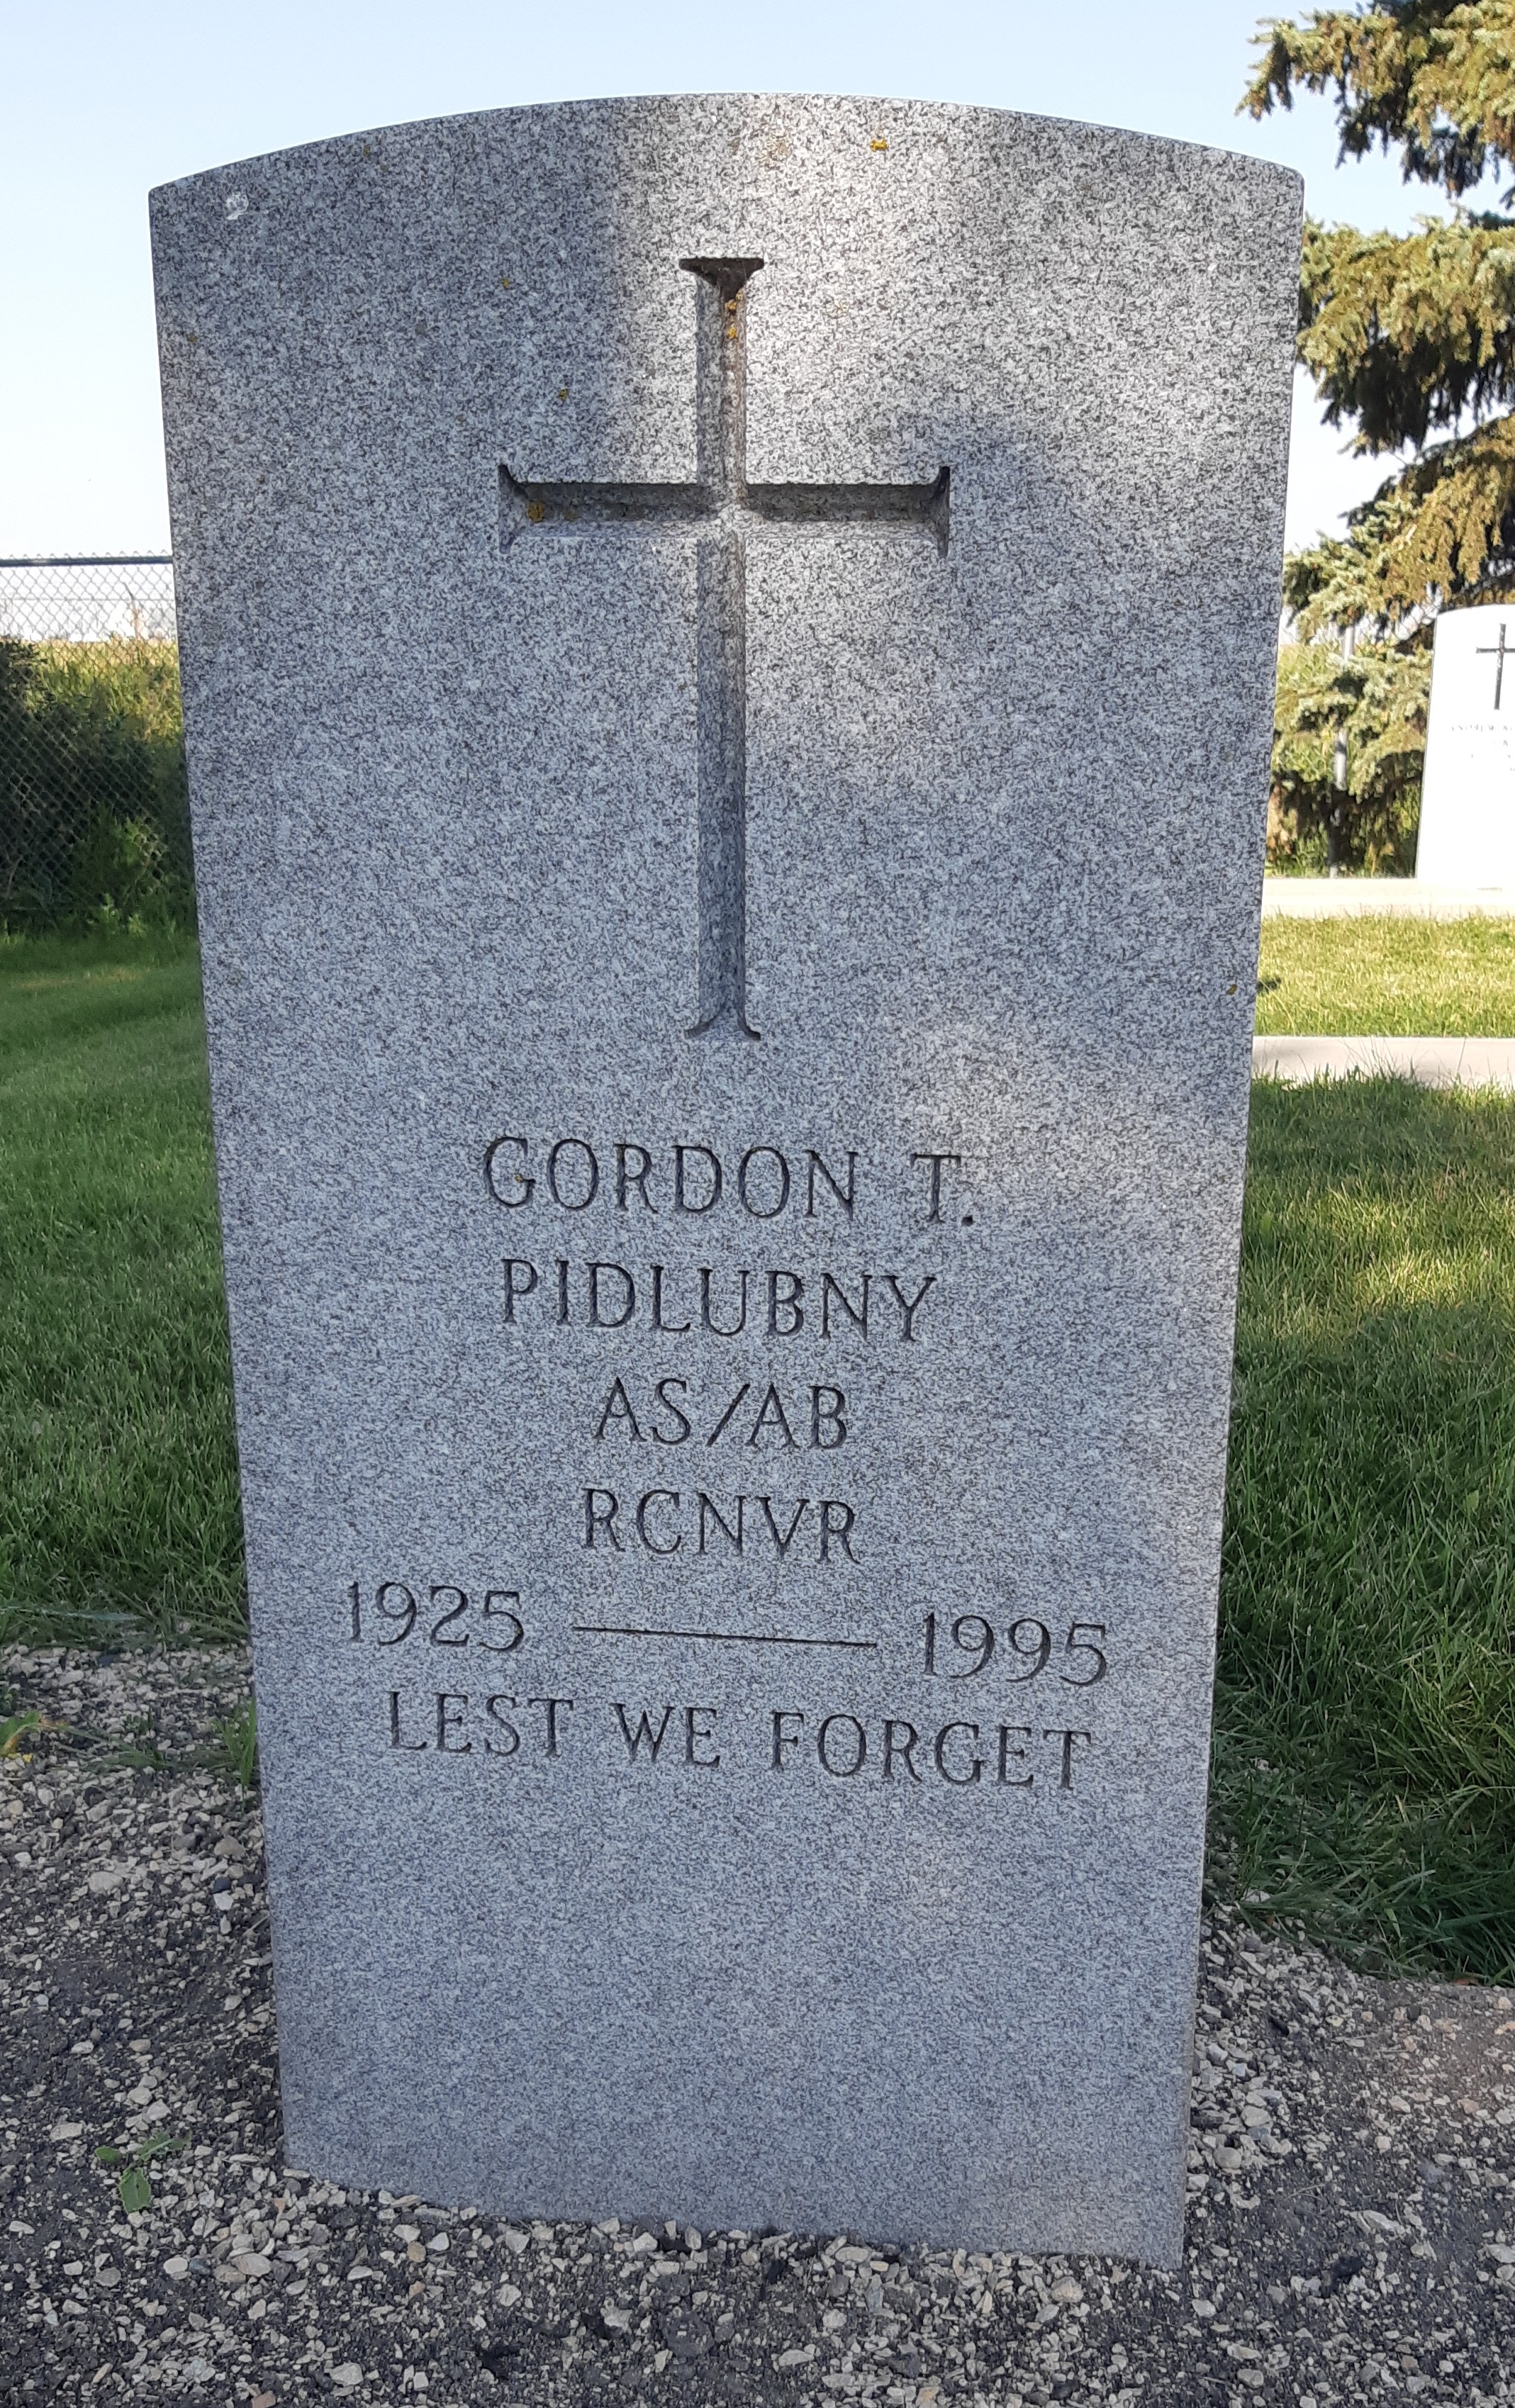 GORDON T.
PIDLUBNY
AS/AB
RCNVR
1925 — 1995
LEST WE FORGET